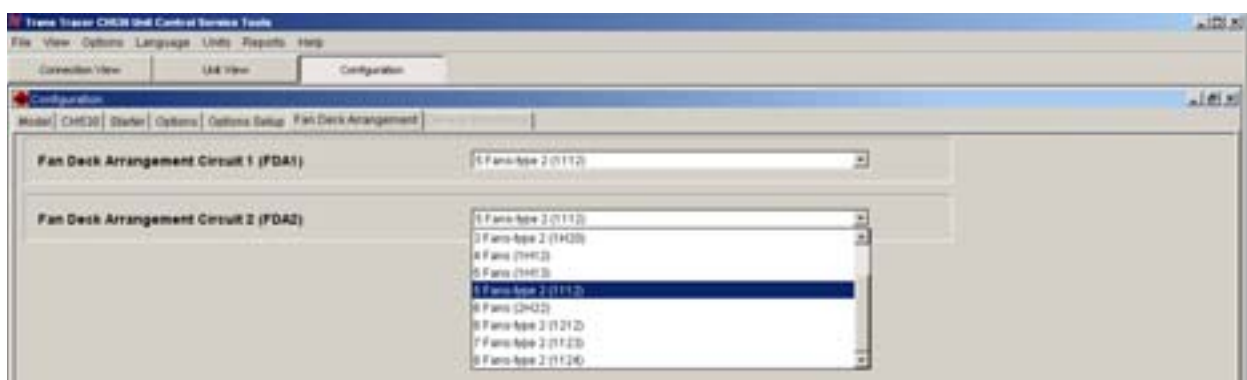 Trane Tracer CH530 Unit Control Service Tools
File View Options Language Units Reports Help
Connection View Unit View Configuration
Configuration
Model CH530 Starter Options Options Setup Fan Deck Arrangement
Fan Deck Arrangement Circuit 1 (FDA1)
5 Fans-type 2 (1112)
Fan Deck Arrangement Circuit 2 (FDA2)
5 Fans-type 2 (1112)
3 Fans-type 2 (1H20)
4 Fans (1H12)
5 Fans (1H13)
5 Fans-type 2 (1112)
6 Fans (2H22)
6 Fans-type 2 (1212)
7 Fans-type 2 (1123)
8 Fans-type 2 (1124)